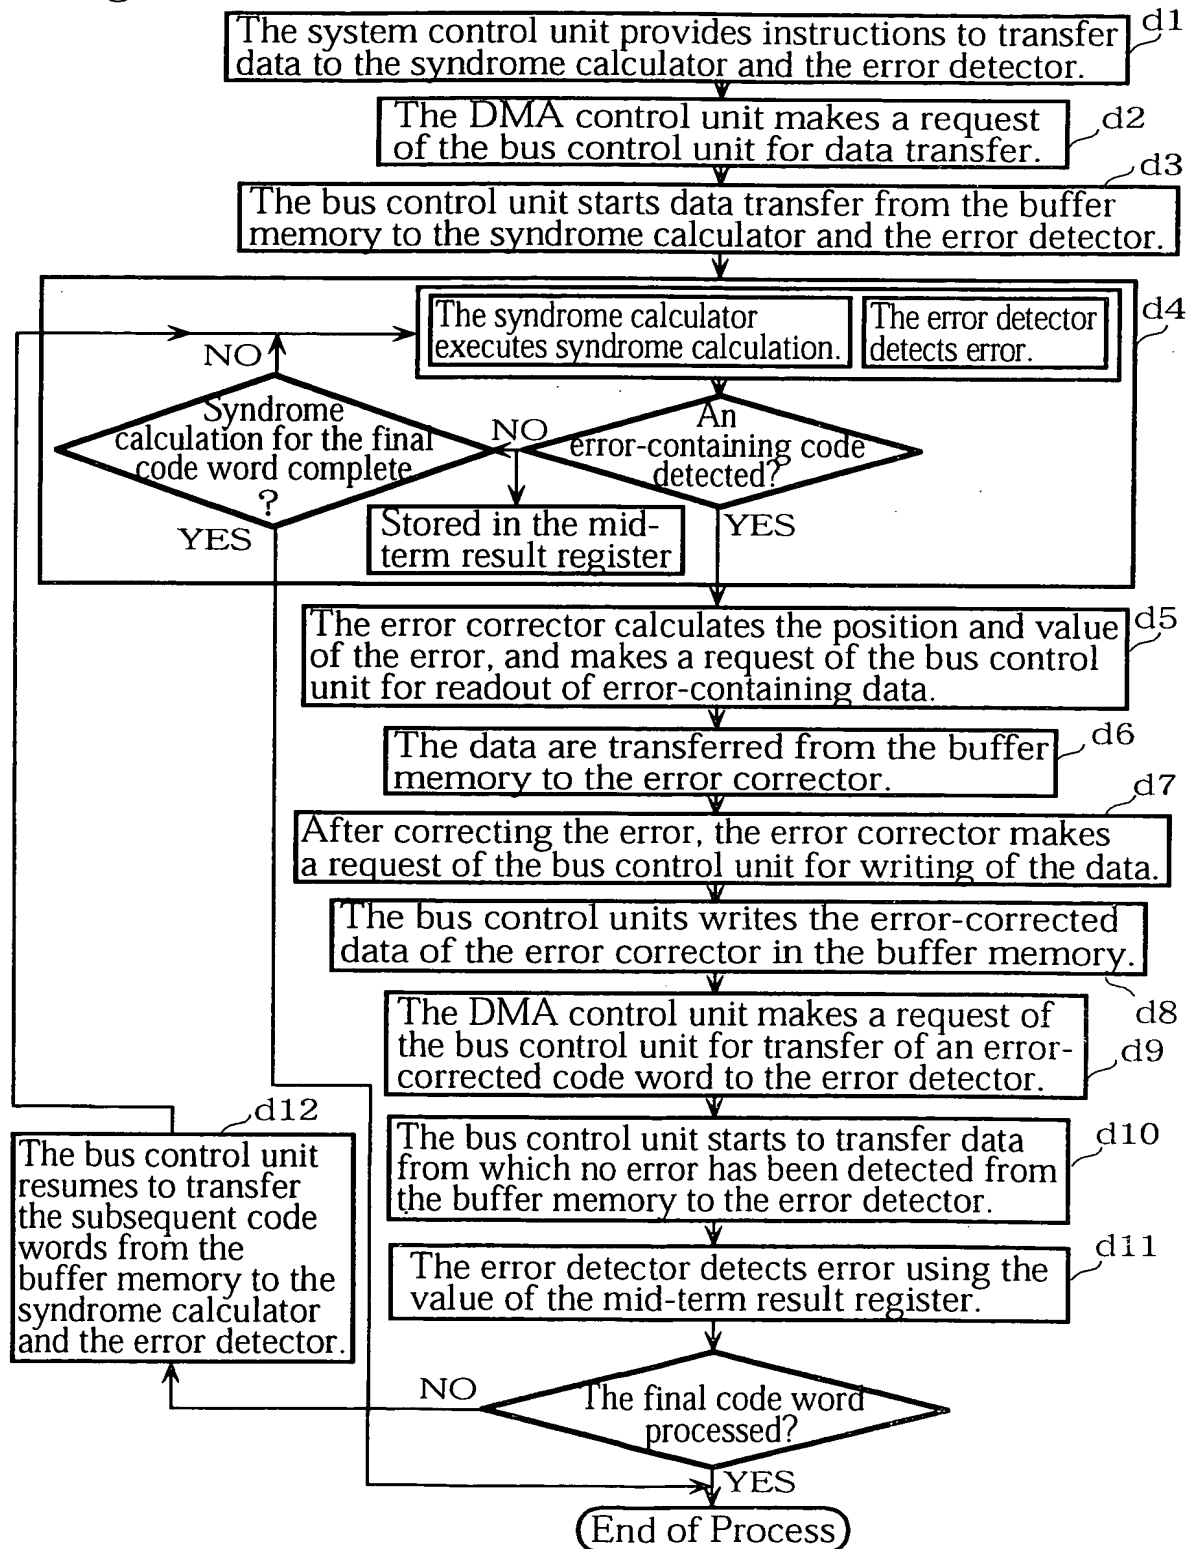 The system control unit provides instructions to transfer
data to the syndrome calculator and the error detector.
d1
The DMA control unit makes a request
of the bus control unit for data transfer.
d2
The bus control unit starts data transfer from the buffer
memory to the syndrome calculator and the error detector.
d3
The syndrome calculator
executes syndrome calculation.
The error detector
detects error.
d4
NO
Syndrome
calculation for the final
code word complete
?
YES
NO
An
error-containing code
detected?
YES
Stored in the mid-
term result register
The error corrector calculates the position and value
of the error, and makes a request of the bus control
unit for readout of error-containing data.
d5
The data are transferred from the buffer
memory to the error corrector.
d6
After correcting the error, the error corrector makes
a request of the bus control unit for writing of the data.
d7
The bus control units writes the error-corrected
data of the error corrector in the buffer memory.
d8
The DMA control unit makes a request of
the bus control unit for transfer of an error-
corrected code word to the error detector.
d9
The bus control unit starts to transfer data
from which no error has been detected from
the buffer memory to the error detector.
d10
The error detector detects error using the
value of the mid-term result register.
d11
d12
The bus control unit
resumes to transfer
the subsequent code
words from the
buffer memory to the
syndrome calculator
and the error detector.
NO
The final code word
processed?
YES
End of Process